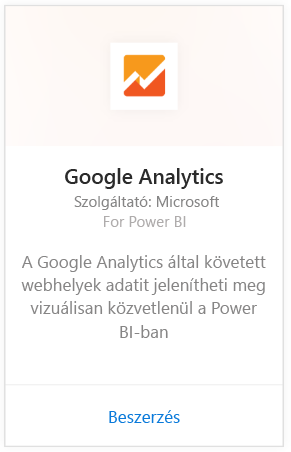 Google Analytics
Szolgáltató: Microsoft
For Power BI
A Google Analytics által követett
webhelyek adatit jelenítheti meg
vizuálisan közvetlenül a Power
BI-ban
Beszerzés